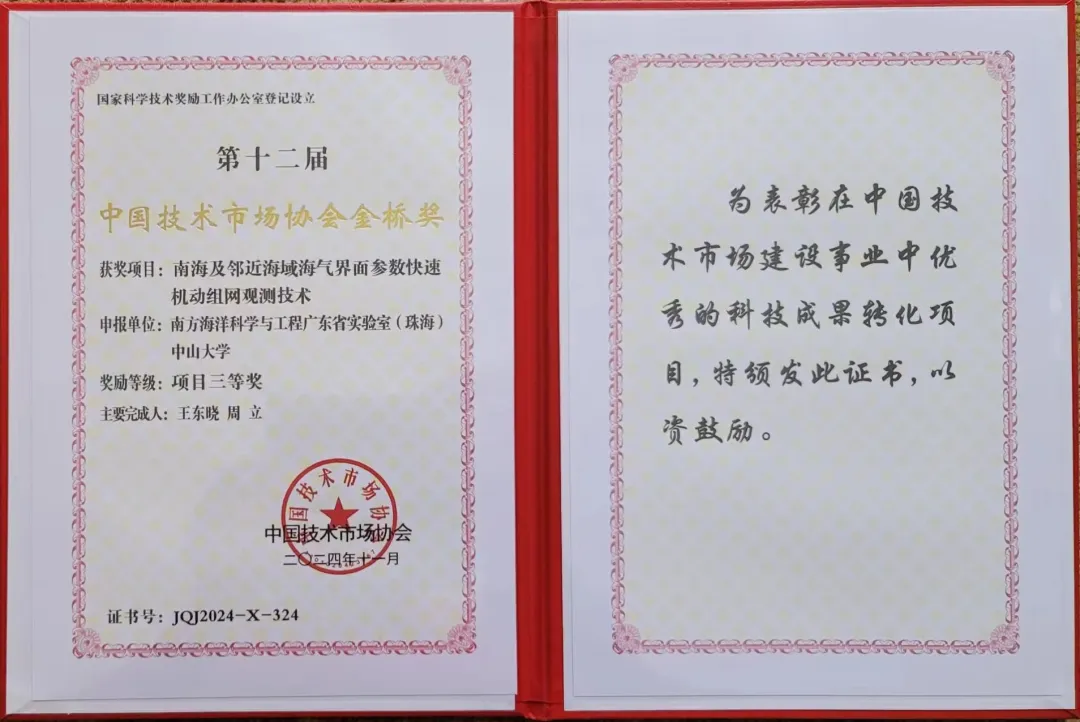 国家科学技术奖励工作办公室登记设立
第十二届
中国技术市场协会金桥奖
获奖项目：南海及邻近海域海气界面参数快速
机动组网观测技术
申报单位：南方海洋科学与工程广东省实验室（珠海）
中山大学
奖励等级：项目三等奖
主要完成人：王东晓 周 立
中国技术市场协会
中国技术市场协会
二〇二四年十一月
证书号：JQJ2024-X-324
为表彰在中国技
术市场建设事业中优
秀的科技成果转化项
目，特颁发此证书，以
资鼓励。